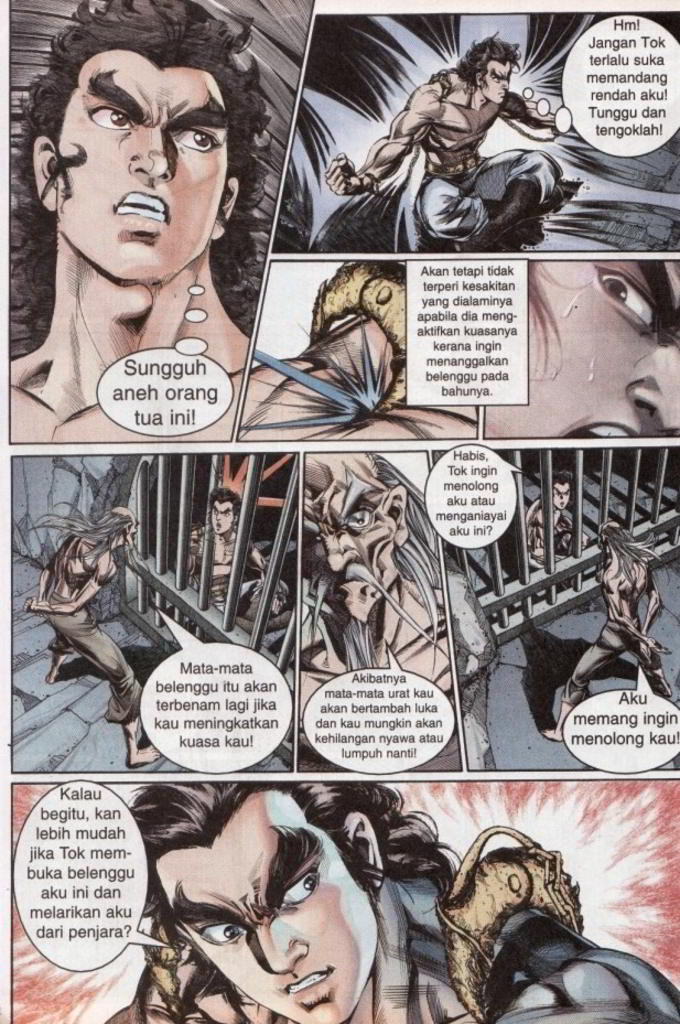 Sungguh
aneh orang
tua ini!
Hm!
Jangan Tok
terlalu suka
memandang
rendah aku!
Tunggu dan
tengoklah!
Akan tetapi tidak
terperi kesakitan
yang dialaminya
apabila dia meng-
aktifkan kuasanya
kerana ingin
menanggalkan
belenggu pada
bahunya.
Mata-mata
belenggu itu akan
terbenam lagi jika
kau meningkatkan
kuasa kau!
Akibatnya
mata-mata urat kau
akan bertambah luka
dan kau mungkin akan
kehilangan nyawa atau
lumpuh nanti!
Habis,
Tok ingin
menolong
aku atau
menganiayai
aku ini?
Aku
memang ingin
menolong kau!
Kalau
begitu, kan
lebih mudah
jika Tok mem-
buka belenggu
aku ini dan
melarikan aku
dari penjara?